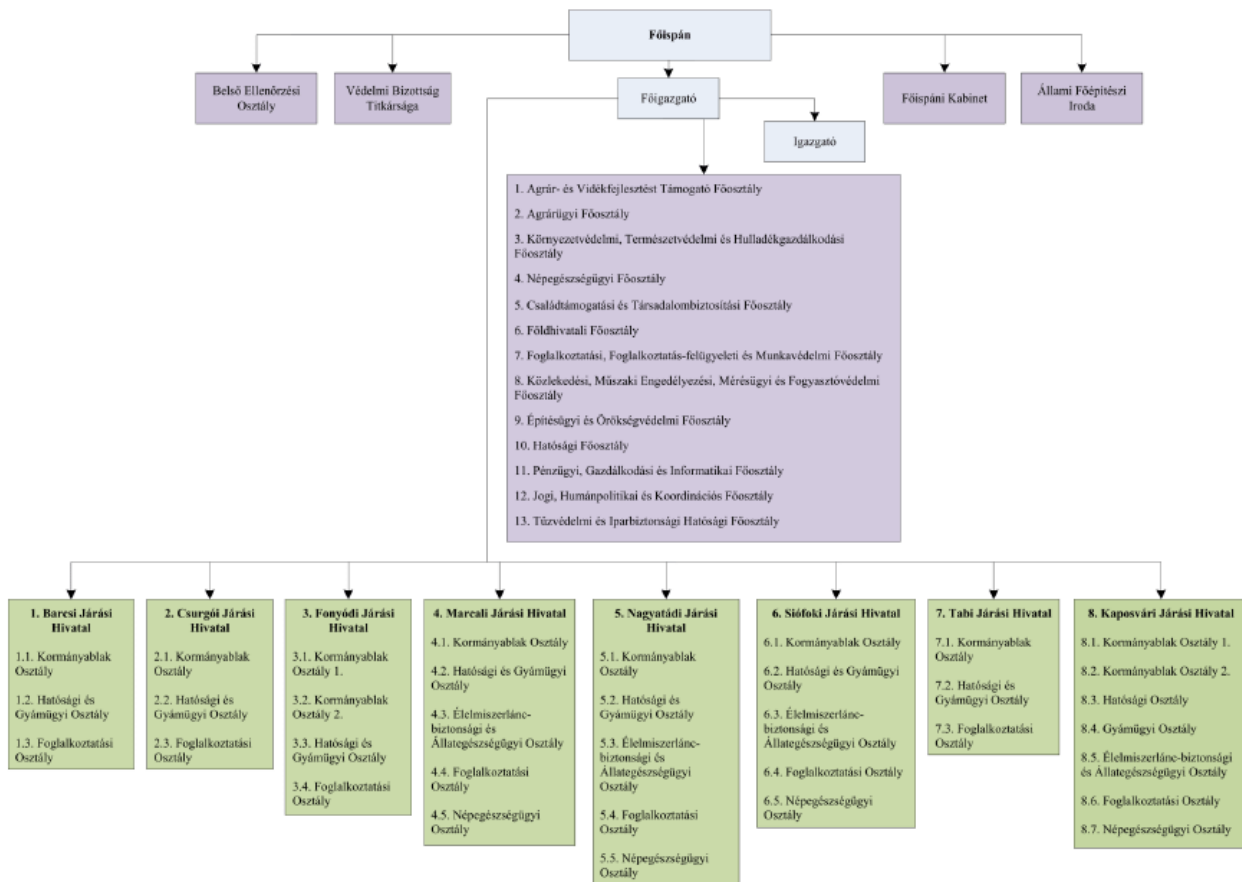 Főispán
Belső Ellenőrzési
Osztály
Védelmi Bizottság
Titkársága
Főigazgató
Igazgató
Főispáni Kabinet
Állami Főépítészi
Iroda
1. Agrár- és Vidékfejlesztést Támogató Főosztály
2. Agrárügyi Főosztály
3. Környezetvédelmi, Természetvédelmi és Hulladékgazdálkodási
Főosztály
4. Népegészségügyi Főosztály
5. Családtámogatási és Társadalombiztosítási Főosztály
6. Földhivatali Főosztály
7. Foglalkoztatási, Foglalkoztatás-felügyeleti és Munkavédelmi Főosztály
8. Közlekedési, Műszaki Engedélyezési, Mérésügyi és Fogyasztóvédelmi
Főosztály
9. Építésügyi és Örökségvédelmi Főosztály
10. Hatósági Főosztály
11. Pénzügyi, Gazdálkodási és Informatikai Főosztály
12. Jogi, Humánpolitikai és Koordinációs Főosztály
13. Tűzvédelmi és Iparbiztonsági Hatósági Főosztály
1. Barcsi Járási
Hivatal
1.1. Kormányablak
Osztály
1.2. Hatósági és
Gyámügyi Osztály
1.3. Foglalkoztatási
Osztály
2. Csurgói Járási
Hivatal
2.1. Kormányablak
Osztály
2.2. Hatósági és
Gyámügyi Osztály
2.3. Foglalkoztatási
Osztály
3. Fonyódi Járási
Hivatal
3.1. Kormányablak
Osztály 1.
3.2. Kormányablak
Osztály 2.
3.3. Hatósági és
Gyámügyi Osztály
3.4. Foglalkoztatási
Osztály
4. Marcali Járási Hivatal
4.1. Kormányablak Osztály
4.2. Hatósági és Gyámügyi
Osztály
4.3. Élelmiszerlánc-
biztonsági és
Állategészségügyi Osztály
4.4. Foglalkoztatási
Osztály
4.5. Népegészségügyi
Osztály
5. Nagyatádi Járási
Hivatal
5.1. Kormányablak
Osztály
5.2. Hatósági és
Gyámügyi Osztály
5.3. Élelmiszerlánc-
biztonsági és
Állategészségügyi
Osztály
5.4. Foglalkoztatási
Osztály
5.5. Népegészségügyi
Osztály
6. Siófoki Járási Hivatal
6.1. Kormányablak Osztály
6.2. Hatósági és Gyámügyi
Osztály
6.3. Élelmiszerlánc-
biztonsági és
Állategészségügyi Osztály
6.4. Foglalkoztatási Osztály
6.5. Népegészségügyi
Osztály
7. Tabi Járási Hivatal
7.1. Kormányablak
Osztály
7.2. Hatósági és
Gyámügyi Osztály
7.3. Foglalkoztatási
Osztály
8. Kaposvári Járási Hivatal
8.1. Kormányablak Osztály 1.
8.2. Kormányablak Osztály 2.
8.3. Hatósági Osztály
8.4. Gyámügyi Osztály
8.5. Élelmiszerlánc-biztonsági
és Állategészségügyi Osztály
8.6. Foglalkoztatási Osztály
8.7. Népegészségügyi Osztály